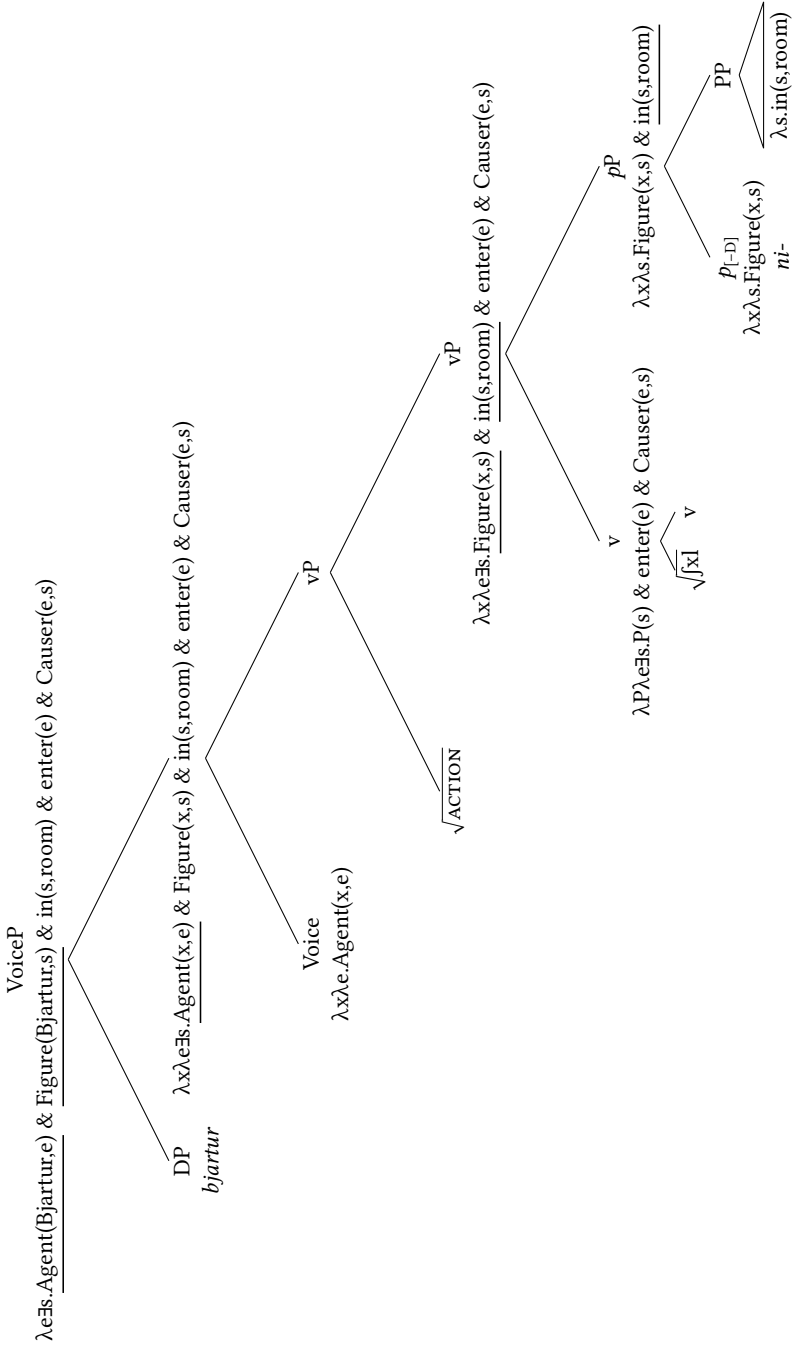 VoiceP
λe∃s.Agent(Bjartur,e) & Figure(Bjartur,s) & in(s,room) & enter(e) & Causer(e,s)
DP
bjartur
λxλe∃s.Agent(x,e) & Figure(x,s) & in(s,room) & enter(e) & Causer(e,s)
Voice
λxλe.Agent(x,e)
vP
√ACTION
vP
λxλe∃s.Figure(x,s) & in(s,room) & enter(e) & Causer(e,s)
v
λPλe∃s.P(s) & enter(e) & Causer(e,s)
√ʃxl
v
pP
λxλs.Figure(x,s) & in(s,room)
p[–D]
λxλs.Figure(x,s)
ni-
PP
λs.in(s,room)